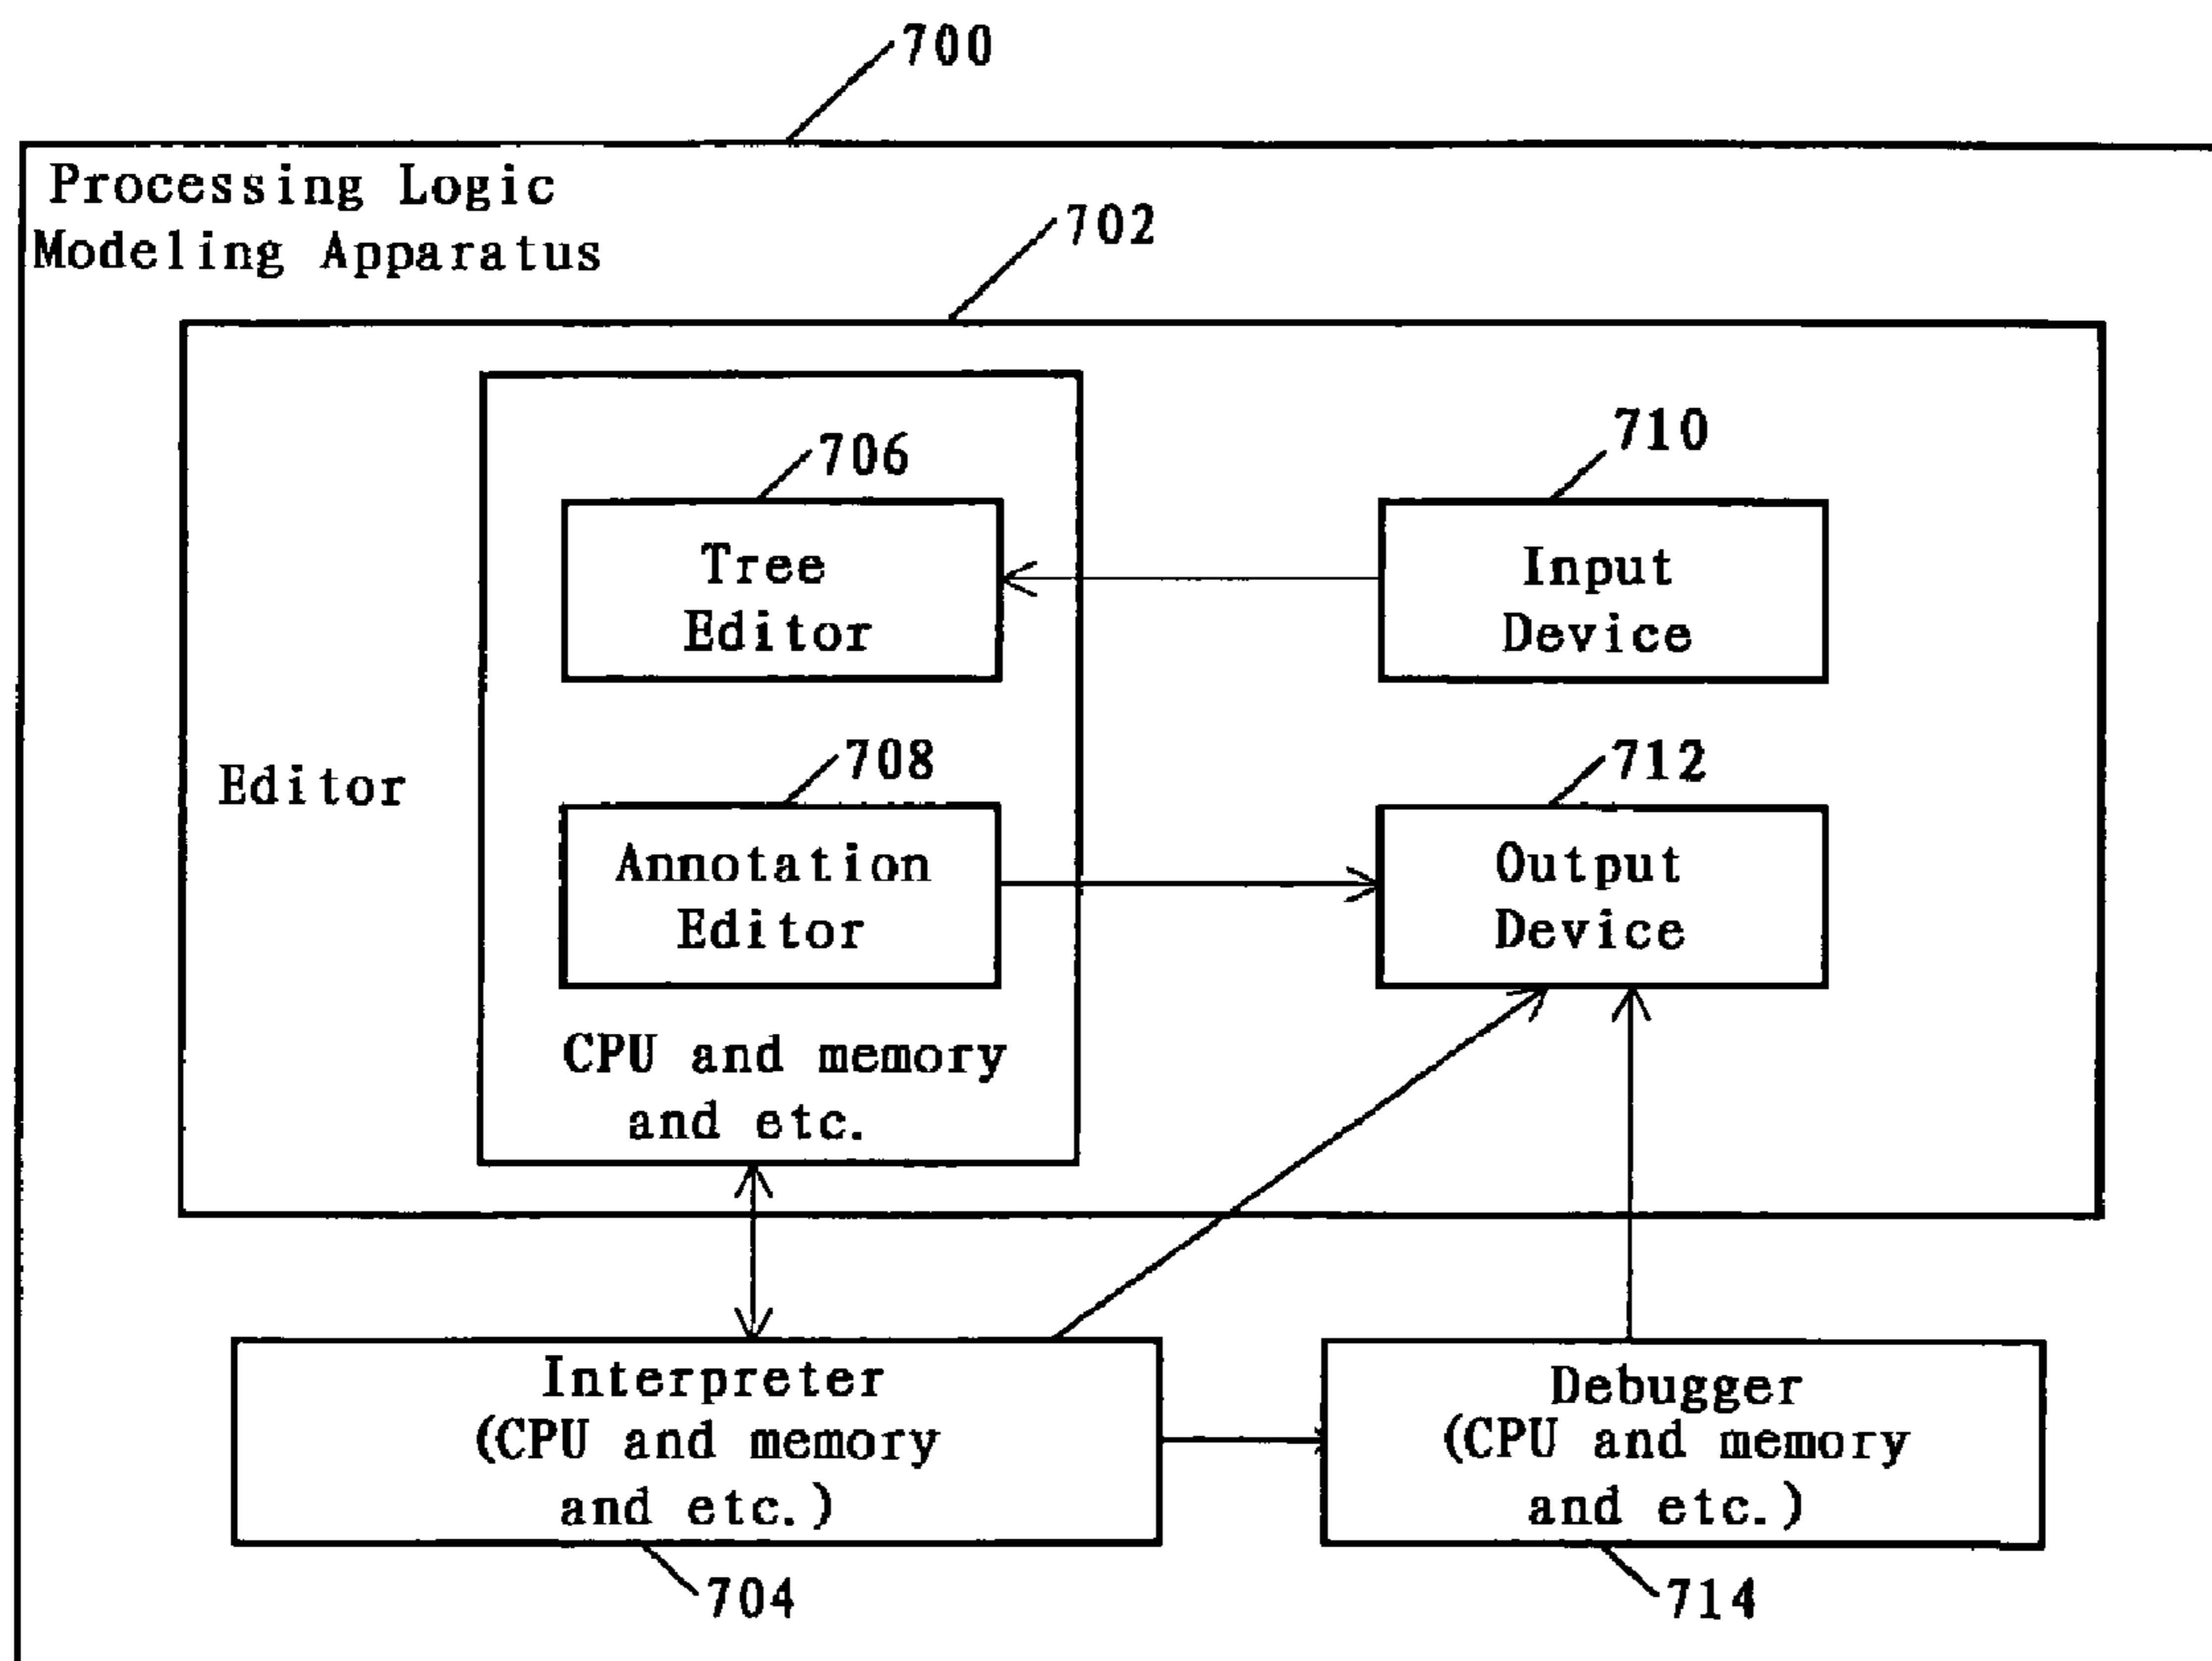 700
Processing Logic
Modeling Apparatus
702
706
710
Tree
Editor
Input
Device
Editor
708
712
Annotation
Editor
Output
Device
CPU and memory
and etc.
Interpreter
(CPU and memory
and etc.)
Debugger
(CPU and memory
and etc.)
704
714